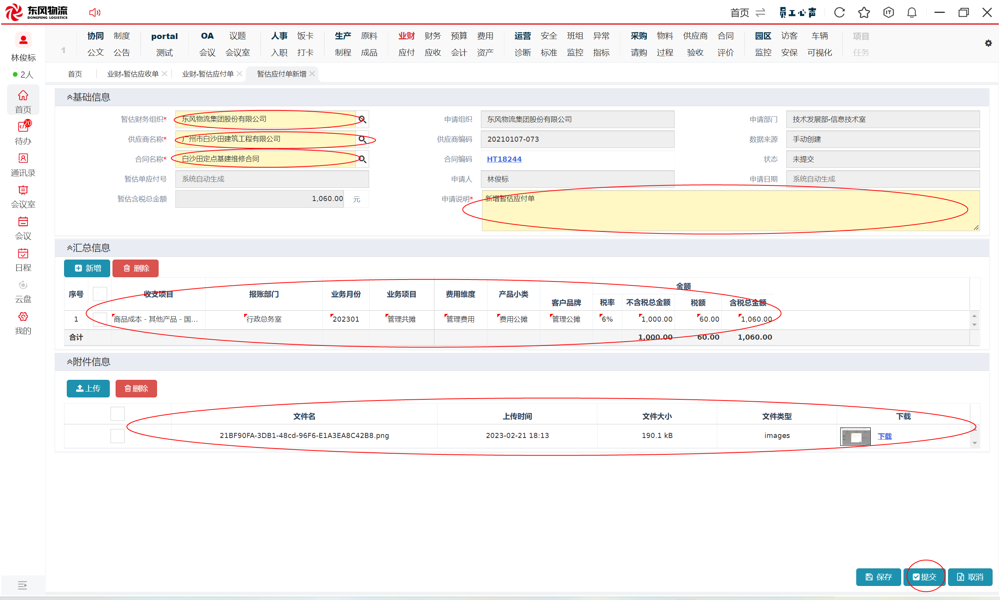 东风物流
DONGFENG LOGISTICS
首页 员工心声
林俊标
2人
首页
20
待办
通讯录
会议室
会议
日程
云盘
我的
1
协同 制度 portal OA 议题 人事 饭卡 生产 原料 业财 财务 预算 费用 运营 安全 班组 异常 采购 物料 供应商 合同 园区 访客 车辆 项目
公文 公告 测试 会议 会议室 入职 打卡 制程 成品 应付 应收 会计 资产 诊断 标准 监控 指标 请购 过程 验收 评价 监控 安保 可视化 任务
首页 业财-暂估应收单 业财-暂估应付单 暂估应付单新增
基础信息
暂估财务组织* 东风物流集团股份有限公司 申请组织 东风物流集团股份有限公司 申请部门 技术发展部-信息技术室
供应商名称* 广州市白沙田建筑工程有限公司 供应商编码 20210107-073 数据来源 手动创建
合同名称* 白沙田定点基建维修合同 合同编码 HT18244 状态 未提交
暂估单应付号 系统自动生成 申请人 林俊标 申请日期 系统自动生成
暂估含税总金额 1,060.00 元 申请说明* 新增暂估应付单
汇总信息
新增 删除
金额
序号 收支项目 报账部门 业务月份 业务项目 费用维度 产品小类 客户品牌 税率 不含税总金额 税额 含税总金额
1 商品成本 - 其他产品 - 国... 行政总务室 202301 管理共摊 管理费用 费用公摊 管理公摊 6% 1,000.00 60.00 1,060.00
合计 1,000.00 60.00 1,060.00
附件信息
上传 删除
文件名 上传时间 文件大小 文件类型 下载
21BF90FA-3DB1-48cd-96F6-E1A3EA8C42B8.png 2023-02-21 18:13 190.1 kB images 下载
保存 提交 取消